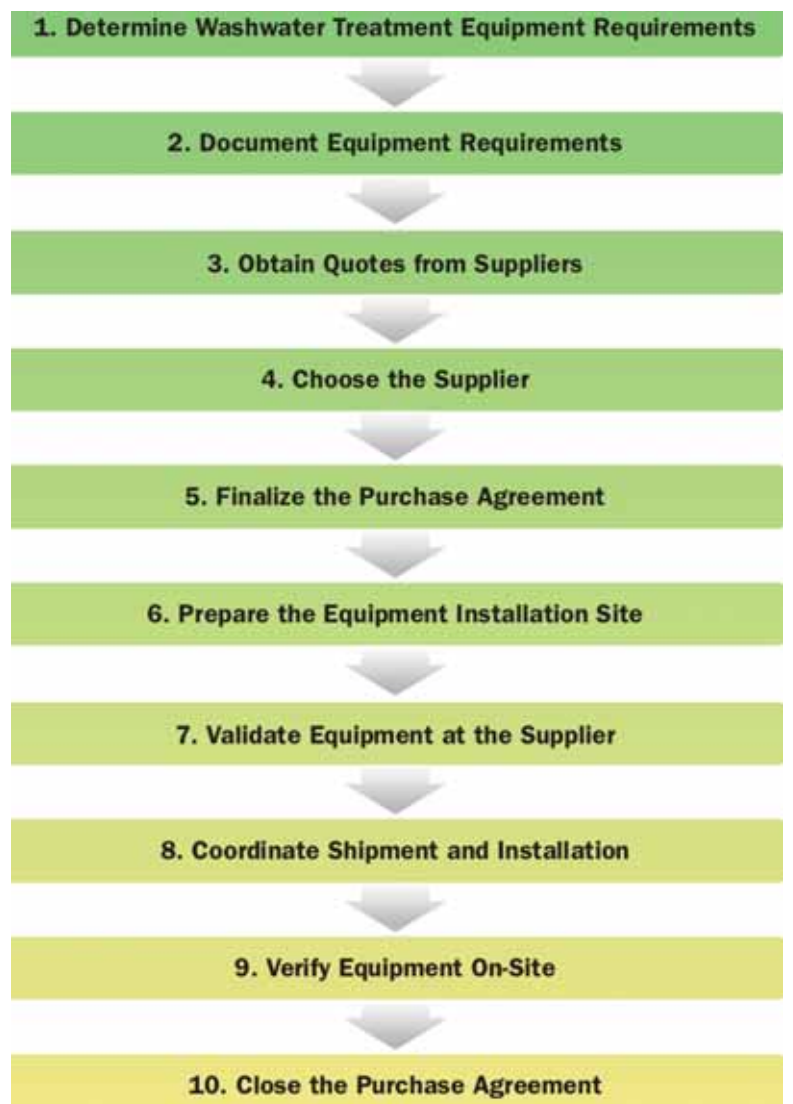 1. Determine Washwater Treatment Equipment Requirements
2. Document Equipment Requirements
3. Obtain Quotes from Suppliers
4. Choose the Supplier
5. Finalize the Purchase Agreement
6. Prepare the Equipment Installation Site
7. Validate Equipment at the Supplier
8. Coordinate Shipment and Installation
9. Verify Equipment On-Site
10. Close the Purchase Agreement